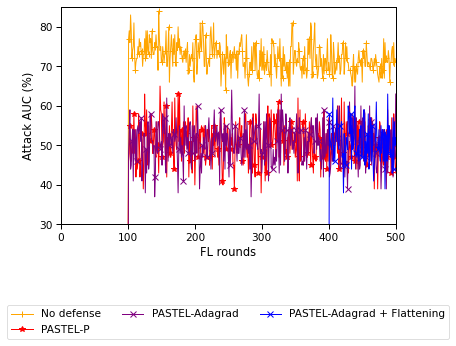 80
70
60
50
40
30
Attack AUC (%)
0 100 200 300 400 500
FL rounds
No defense
PASTEL-P
PASTEL-Adagrad
PASTEL-Adagrad + Flattening